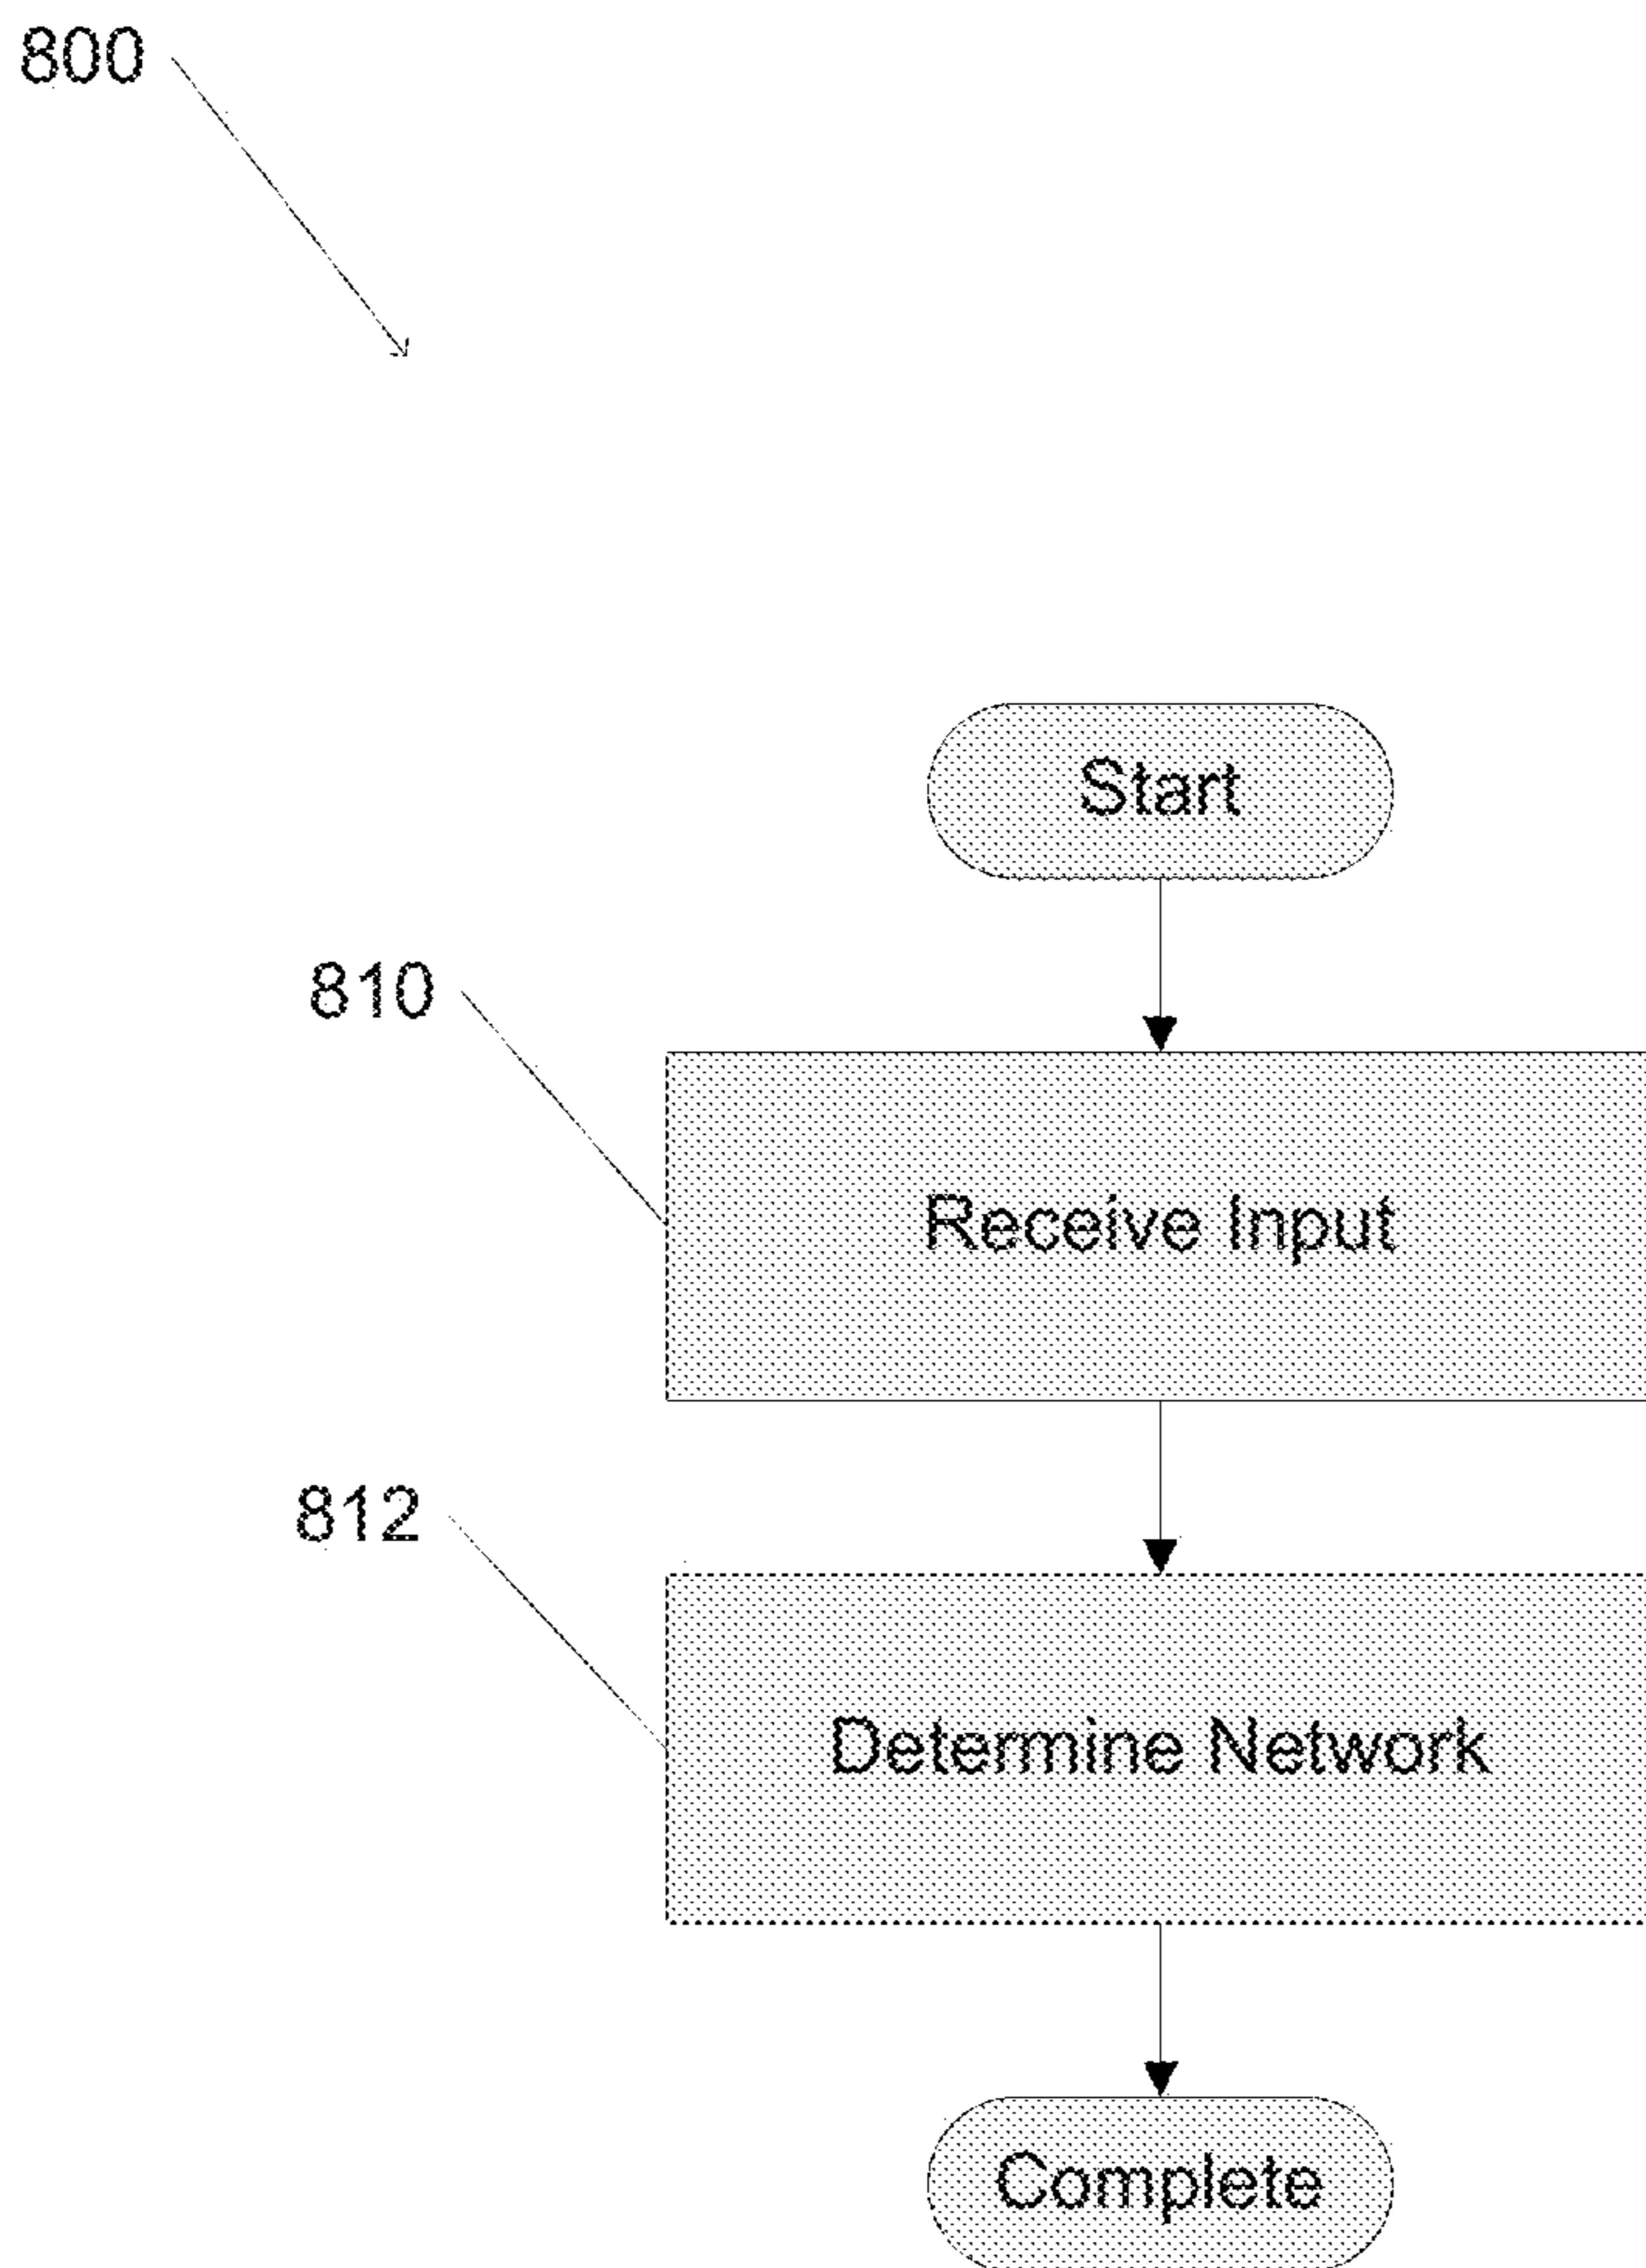 800
Start
810
Receive Input
812
Determine Network
Complete